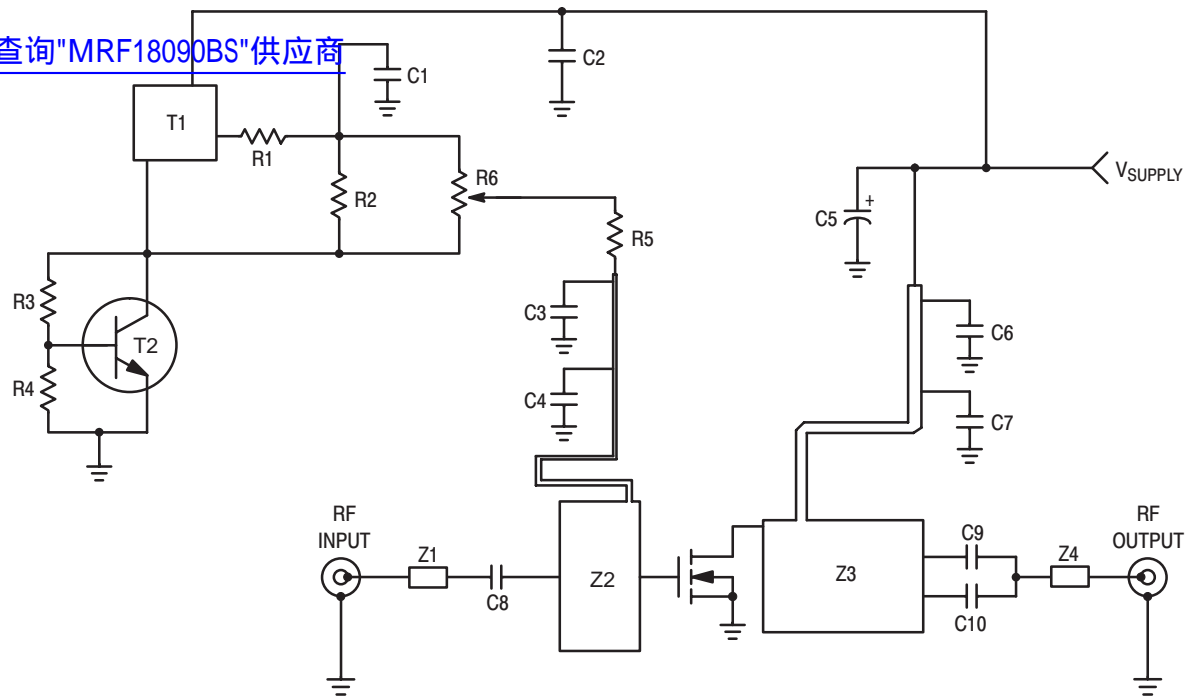 查询"MRF18090BS"供应商
C2
C1
T1
R1
R2
R6
VSUPPLY
C5
+
R5
R3
C3
C6
T2
R4
C4
C7
RF
INPUT
RF
OUTPUT
Z1
C8
Z2
Z3
C9
C10
Z4